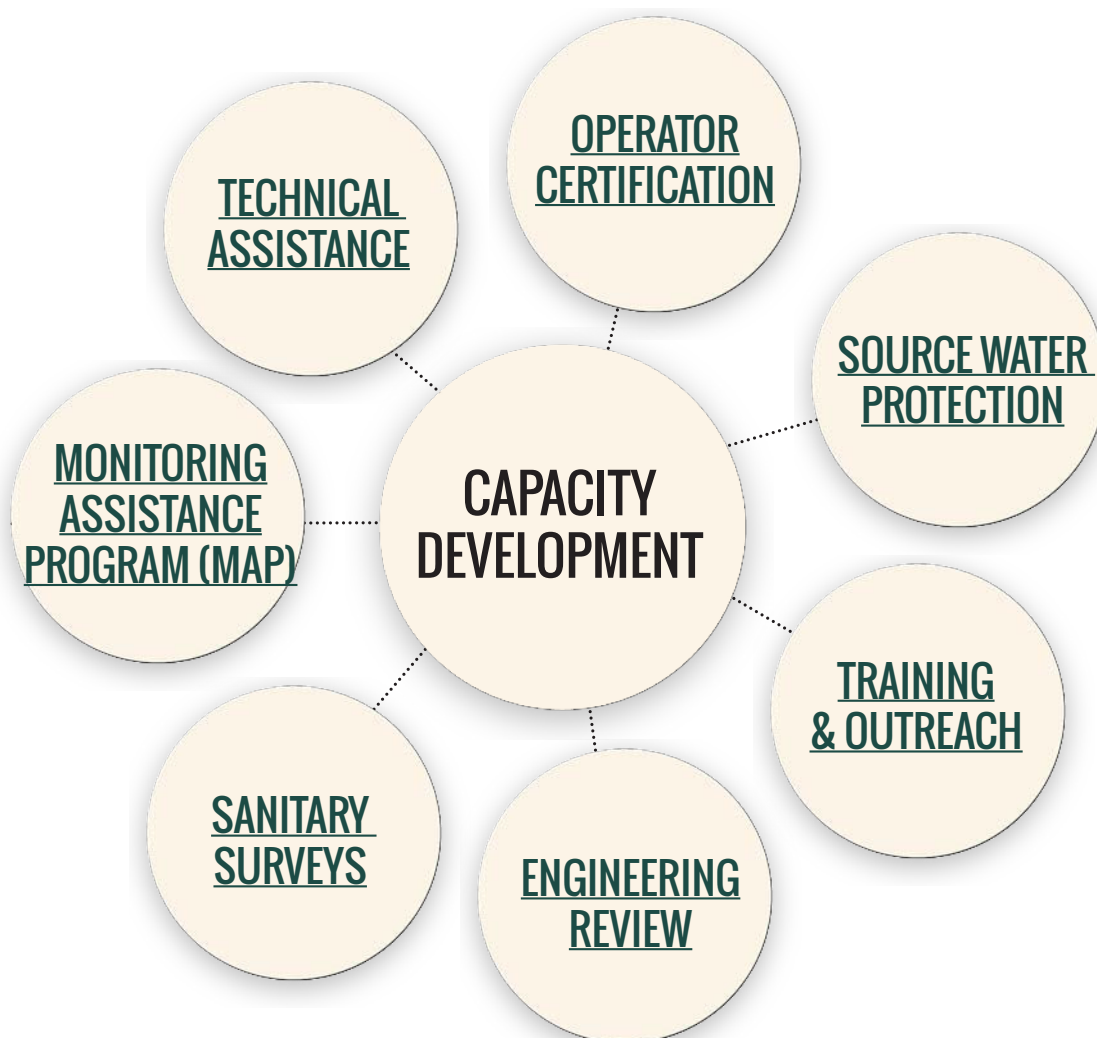 OPERATOR
CERTIFICATION
TECHNICAL
ASSISTANCE
SOURCE WATER
PROTECTION
MONITORING
ASSISTANCE
PROGRAM (MAP)
CAPACITY
DEVELOPMENT
TRAINING
& OUTREACH
SANITARY
SURVEYS
ENGINEERING
REVIEW